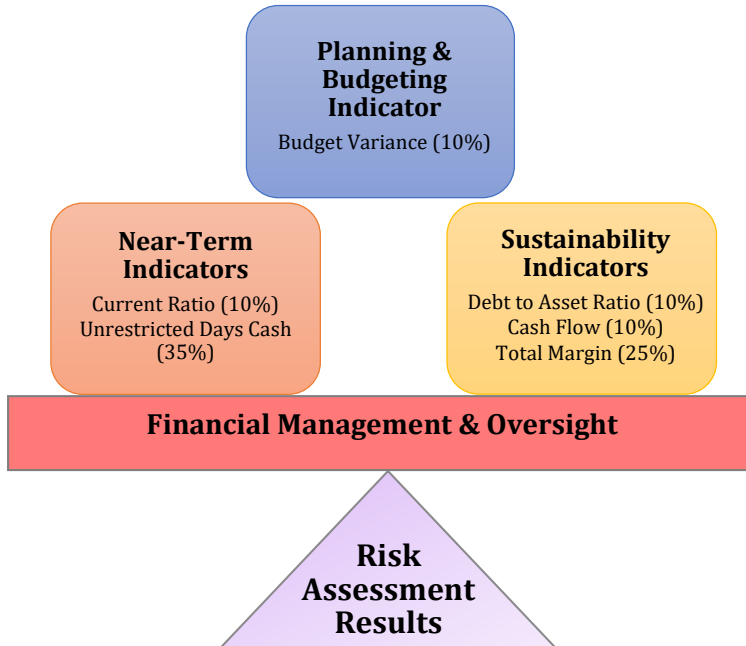 Planning &
Budgeting
Indicator
Budget Variance (10%)
Near-Term
Indicators
Current Ratio (10%)
Unrestricted Days Cash
(35%)
Sustainability
Indicators
Debt to Asset Ratio (10%)
Cash Flow (10%)
Total Margin (25%)
Financial Management & Oversight
Risk
Assessment
Results